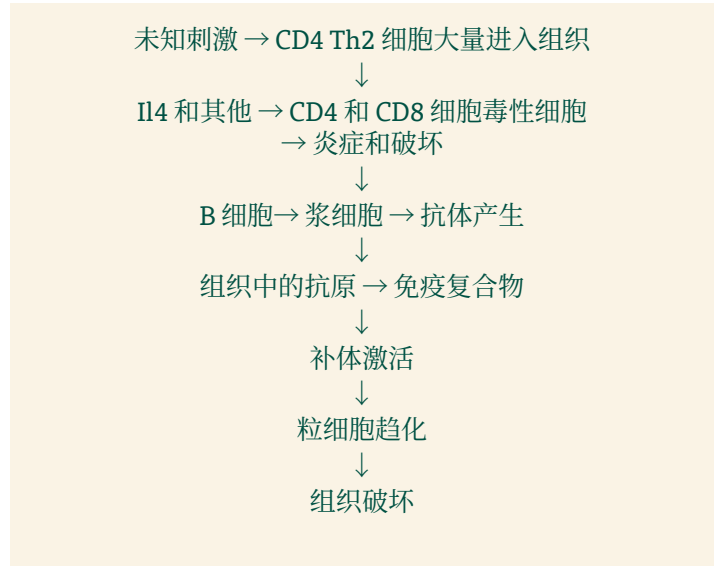 未知刺激 → CD4 Th2 细胞大量进入组织
↓
Il4 和其他 → CD4 和 CD8 细胞毒性细胞
→ 炎症和破坏
↓
B 细胞→ 浆细胞 → 抗体产生
↓
组织中的抗原 → 免疫复合物
↓
补体激活
↓
粒细胞趋化
↓
组织破坏